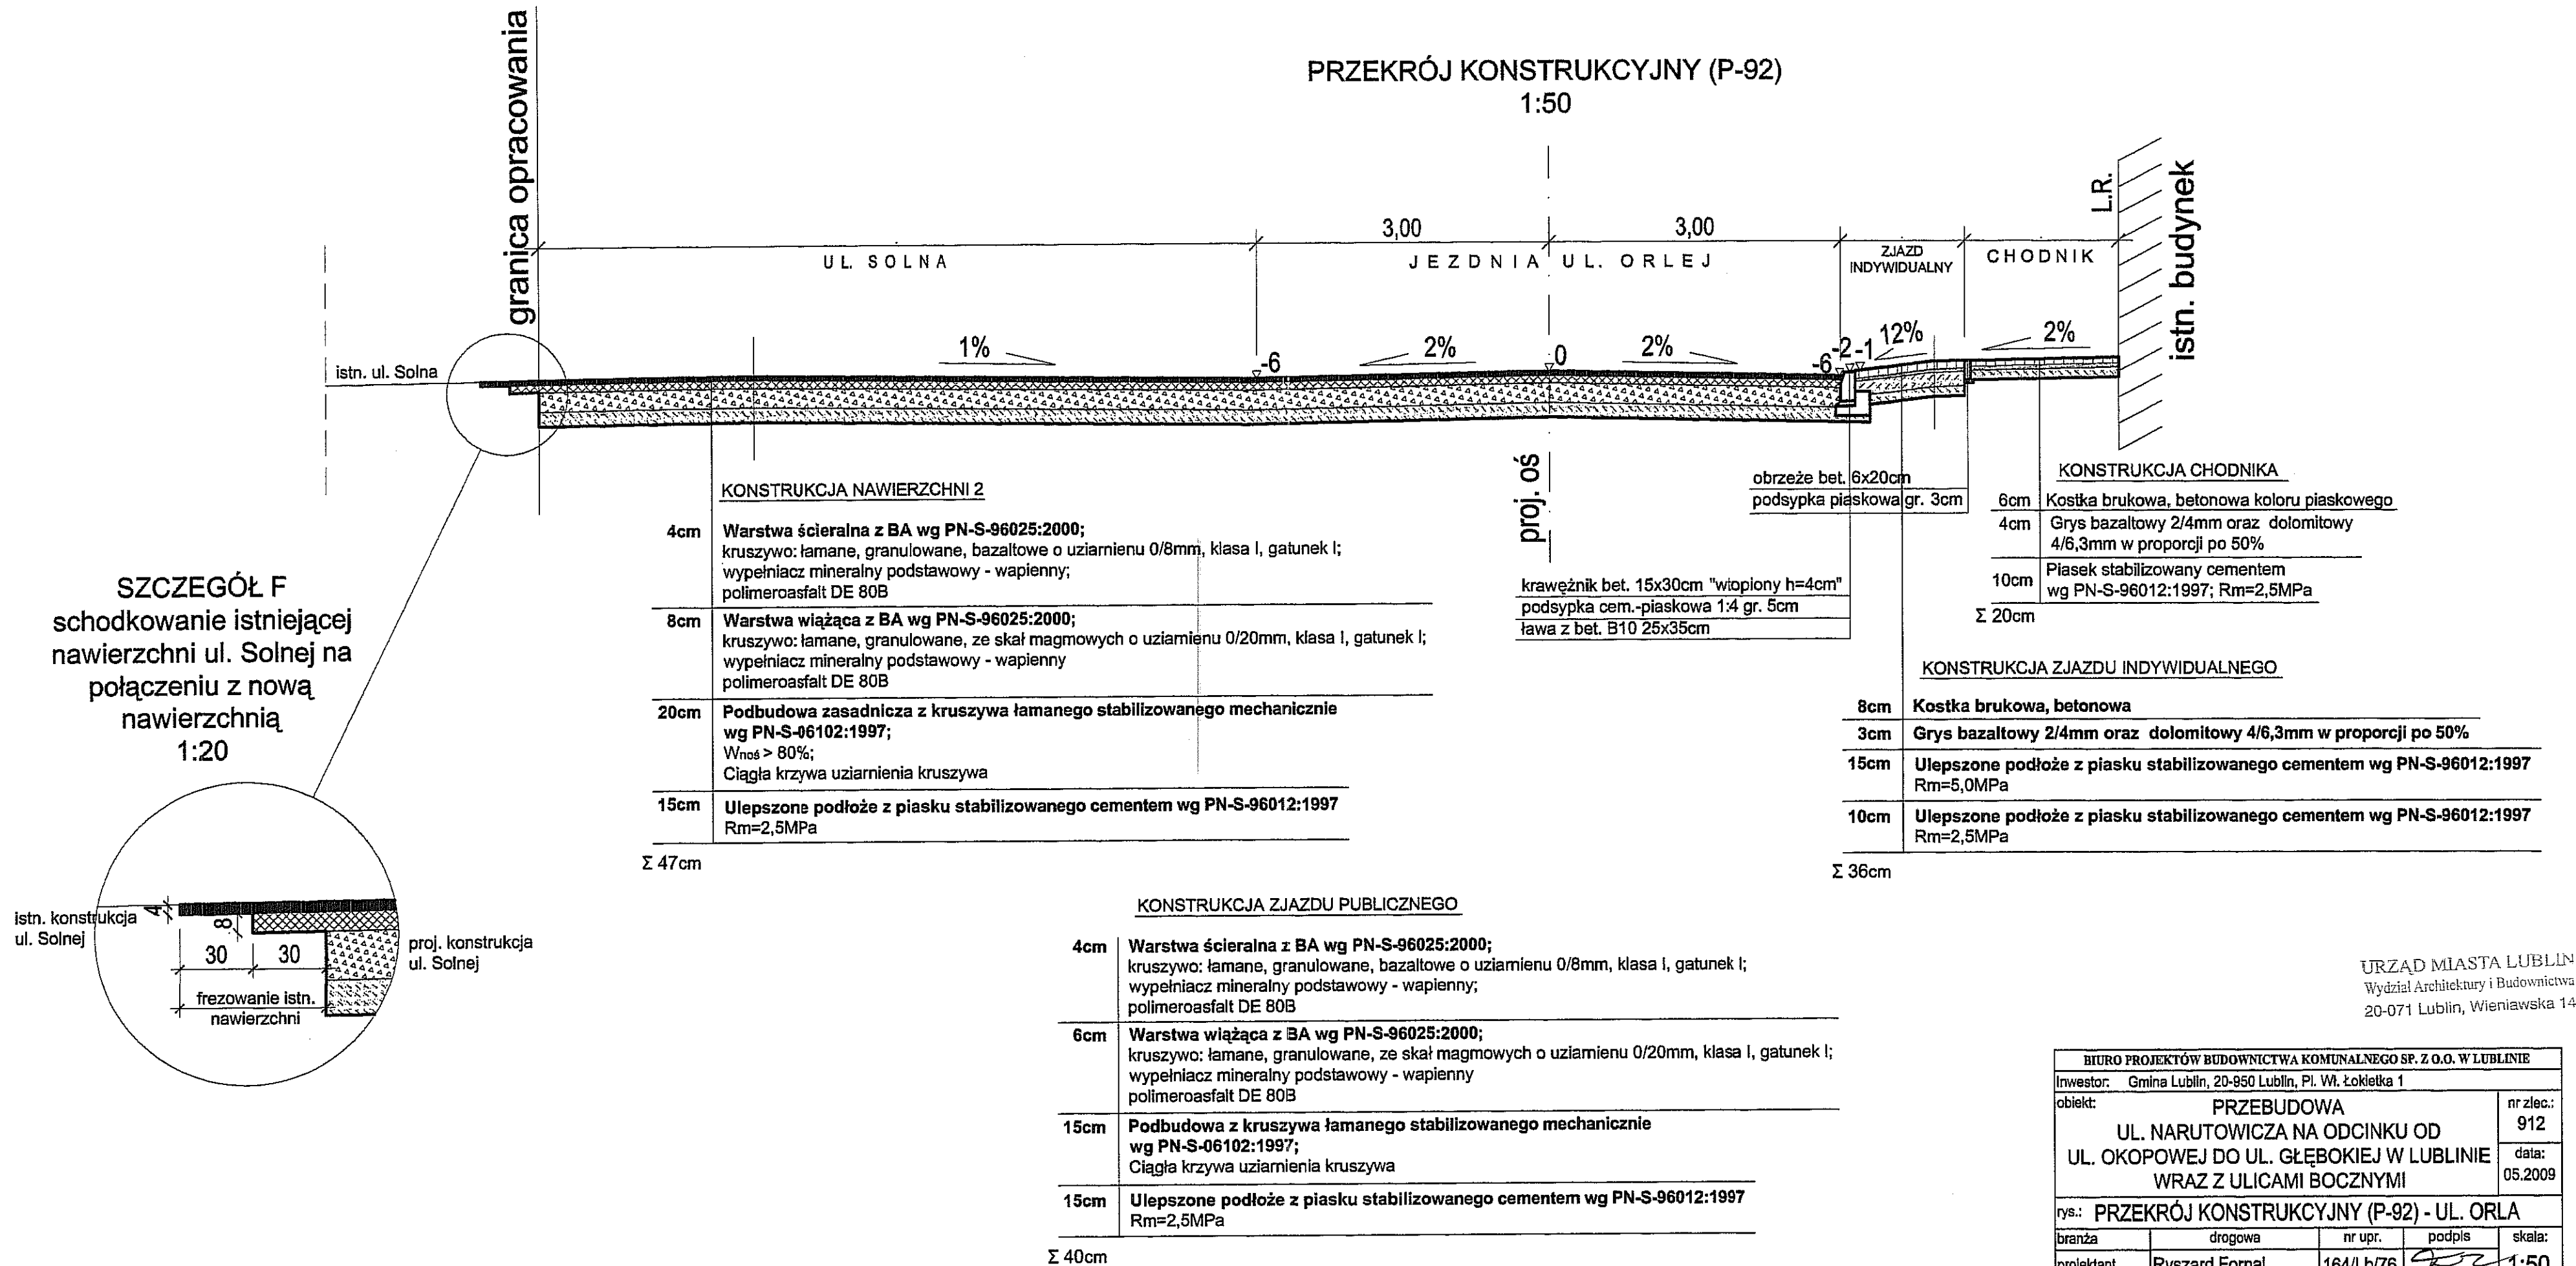 PRZEKRÓJ KONSTRUKCYJNY (P-92)
1:50
granica opracowania
L.R.
istn. budynek
3,00
3,00
UL. SOLNA
JEZDNIA UL. ORLEJ
ZJAZD
INDYWIDUALNY
CHODNIK
istn. ul. Solna
1%
-6
2%
0
2%
-6
-2
-1
12%
2%
proj. oś
KONSTRUKCJA NAWIERZCHNI 2
4cm Warstwa ścieralna z BA wg PN-S-96025:2000;
kruszywo: łamane, granulowane, bazaltowe o uziarnieniu 0/8mm, klasa I, gatunek I;
wypełniacz mineralny podstawowy - wapienny;
polimeroasfalt DE 80B
8cm Warstwa wiążąca z BA wg PN-S-96025:2000;
kruszywo: łamane, granulowane, ze skał magmowych o uziarnieniu 0/20mm, klasa I, gatunek I;
wypełniacz mineralny podstawowy - wapienny
polimeroasfalt DE 80B
20cm Podbudowa zasadnicza z kruszywa łamanego stabilizowanego mechanicznie
wg PN-S-06102:1997;
Wnoś > 80%;
Ciągła krzywa uziarnienia kruszywa
15cm Ulepszone podłoże z piasku stabilizowanego cementem wg PN-S-96012:1997
Rm=2,5MPa
Σ 47cm
obrzeże bet. 6x20cm
podsypka piaskowa gr. 3cm
krawężnik bet. 15x30cm "wtopiony h=4cm"
podsypka cem.-piaskowa 1:4 gr. 5cm
ława z bet. B10 25x35cm
KONSTRUKCJA CHODNIKA
6cm Kostka brukowa, betonowa koloru piaskowego
4cm Grys bazaltowy 2/4mm oraz dolomitowy
4/6,3mm w proporcji po 50%
10cm Piasek stabilizowany cementem
wg PN-S-96012:1997; Rm=2,5MPa
Σ 20cm
KONSTRUKCJA ZJAZDU INDYWIDUALNEGO
8cm Kostka brukowa, betonowa
3cm Grys bazaltowy 2/4mm oraz dolomitowy 4/6,3mm w proporcji po 50%
15cm Ulepszone podłoże z piasku stabilizowanego cementem wg PN-S-96012:1997
Rm=5,0MPa
10cm Ulepszone podłoże z piasku stabilizowanego cementem wg PN-S-96012:1997
Rm=2,5MPa
Σ 36cm
SZCZEGÓŁ F
schodkowanie istniejącej
nawierzchni ul. Solnej na
połączeniu z nową
nawierzchnią
1:20
istn. konstrukcja
ul. Solnej
4
8
30
30
frezowanie istn.
nawierzchni
proj. konstrukcja
ul. Solnej
KONSTRUKCJA ZJAZDU PUBLICZNEGO
4cm Warstwa ścieralna z BA wg PN-S-96025:2000;
kruszywo: łamane, granulowane, bazaltowe o uziarnieniu 0/8mm, klasa I, gatunek I;
wypełniacz mineralny podstawowy - wapienny;
polimeroasfalt DE 80B
6cm Warstwa wiążąca z BA wg PN-S-96025:2000;
kruszywo: łamane, granulowane, ze skał magmowych o uziarnieniu 0/20mm, klasa I, gatunek I;
wypełniacz mineralny podstawowy - wapienny
polimeroasfalt DE 80B
15cm Podbudowa z kruszywa łamanego stabilizowanego mechanicznie
wg PN-S-06102:1997;
Ciągła krzywa uziarnienia kruszywa
15cm Ulepszone podłoże z piasku stabilizowanego cementem wg PN-S-96012:1997
Rm=2,5MPa
Σ 40cm
URZĄD MIASTA LUBLIN
Wydział Architektury i Budownictwa
20-071 Lublin, Wieniawska 14
BIURO PROJEKTÓW BUDOWNICTWA KOMUNALNEGO SP. Z O.O. W LUBLINIE
Inwestor: Gmina Lublin, 20-950 Lublin, Pl. Wł. Łokietka 1
obiekt:
PRZEBUDOWA
UL. NARUTOWICZA NA ODCINKU OD
UL. OKOPOWEJ DO UL. GŁĘBOKIEJ W LUBLINIE
WRAZ Z ULICAMI BOCZNYMI
nr zlec.:
912
data:
05.2009
rys.: PRZEKRÓJ KONSTRUKCYJNY (P-92) - UL. ORLA
branża drogowa nr upr. podpis skala:
projektant Ryszard Fornal 164/Lb/76 1:50